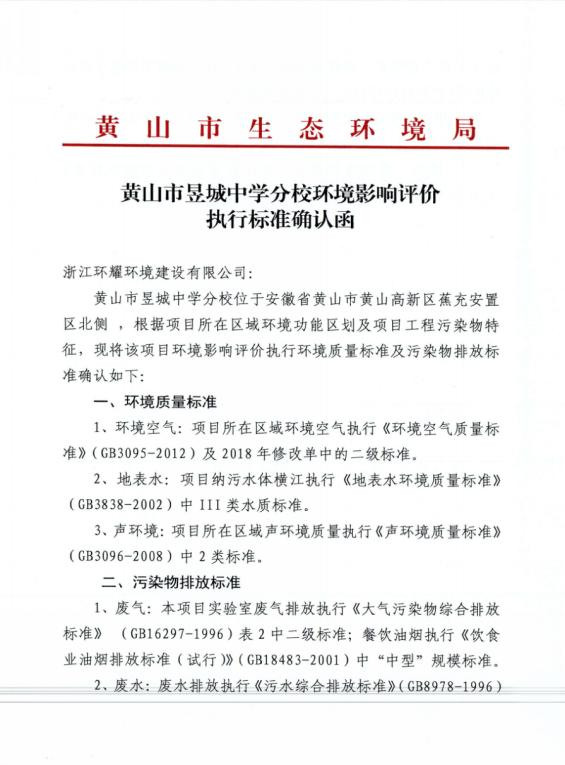 黄山市生态环境局
黄山市昱城中学分校环境影响评价
执行标准确认函
浙江环耀环境建设有限公司：
黄山市昱城中学分校位于安徽省黄山市黄山高新区蕉充安置
区北侧 ，根据项目所在区域环境功能区划及项目工程污染物特
征，现将该项目环境影响评价执行环境质量标准及污染物排放标
准确认如下：
一、环境质量标准
1、环境空气：项目所在区域环境空气执行《环境空气质量标
准》（GB3095-2012）及 2018 年修改单中的二级标准。
2、地表水：项目纳污水体横江执行《地表水环境质量标准》
（GB3838-2002）中 III 类水质标准。
3、声环境：项目所在区域声环境质量执行《声环境质量标准》
（GB3096-2008）中 2 类标准。
二、污染物排放标准
1、废气：本项目实验室废气排放执行《大气污染物综合排放
标准》 （GB16297-1996）表 2 中二级标准；餐饮油烟执行《饮食
业油烟排放标准（试行）》（GB18483-2001）中“中型”规模标准。
2、废水：废水排放执行《污水综合排放标准》（GB8978-1996）